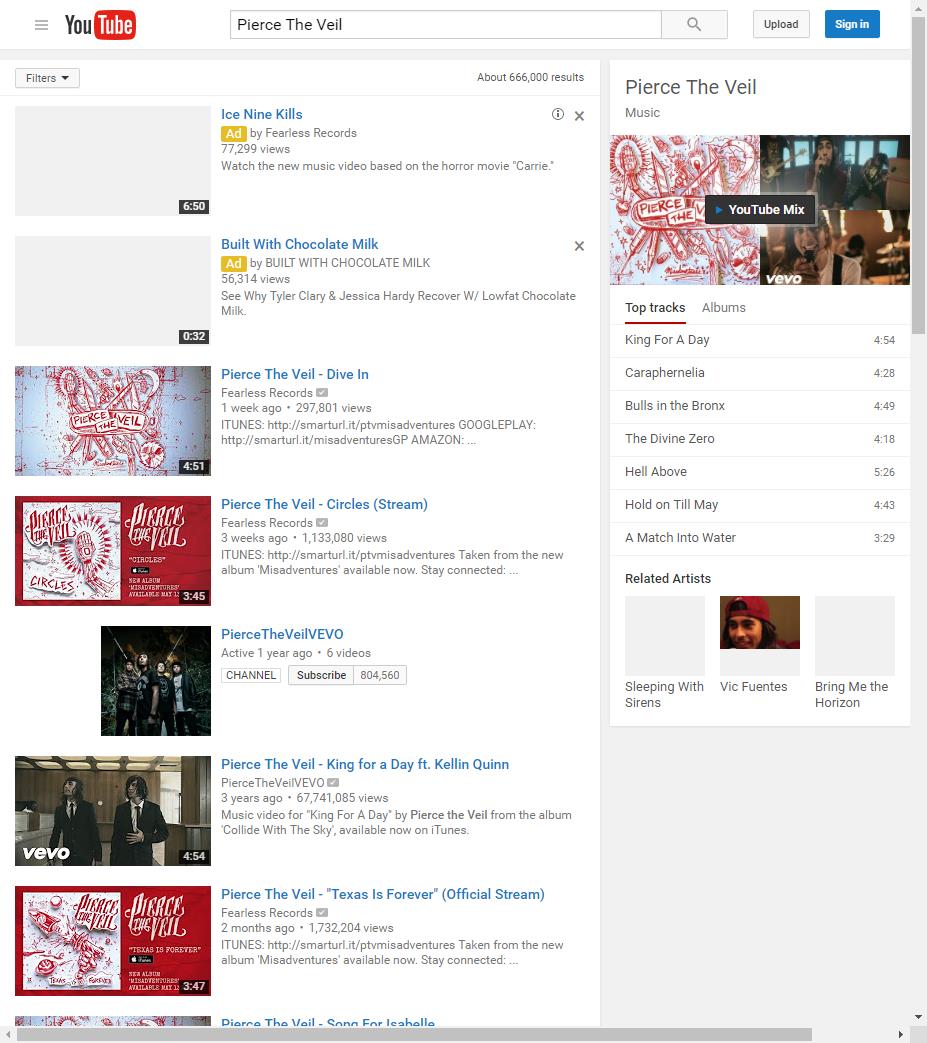 YouTube
Pierce The Veil
Upload
Sign in
Filters
About 666,000 results
Ice Nine Kills
Ad by Fearless Records
77,299 views
Watch the new music video based on the horror movie "Carrie."
6:50
Built With Chocolate Milk
Ad by BUILT WITH CHOCOLATE MILK
56,314 views
See Why Tyler Clary & Jessica Hardy Recover W/ Lowfat Chocolate
Milk.
0:32
PIERCE
THE VEIL
Misadventures
4:51
Pierce The Veil - Dive In
Fearless Records
1 week ago • 297,801 views
ITUNES: http://smarturl.it/ptvmisadventures GOOGLEPLAY:
http://smarturl.it/misadventuresGP AMAZON: ...
PIERCE
THE VEIL
CIRCLES
PIERCE
THE VEIL
"CIRCLES"
NEW ALBUM
'MISADVENTURES'
AVAILABLE MAY 13
3:45
Pierce The Veil - Circles (Stream)
Fearless Records
3 weeks ago • 1,133,080 views
ITUNES: http://smarturl.it/ptvmisadventures Taken from the new
album 'Misadventures' available now. Stay connected: ...
PierceTheVeilVEVO
Active 1 year ago • 6 videos
CHANNEL
Subscribe 804,560
vevo
4:54
Pierce The Veil - King for a Day ft. Kellin Quinn
PierceTheVeilVEVO
3 years ago • 67,741,085 views
Music video for "King For A Day" by Pierce the Veil from the album
'Collide With The Sky', available now on iTunes.
PIERCE
THE VEIL
TEXAS IS FOREVER
PIERCE
THE VEIL
"TEXAS IS FOREVER"
NEW ALBUM
'MISADVENTURES'
AVAILABLE MAY 13
3:47
Pierce The Veil - "Texas Is Forever" (Official Stream)
Fearless Records
2 months ago • 1,732,204 views
ITUNES: http://smarturl.it/ptvmisadventures Taken from the new
album 'Misadventures' available now. Stay connected: ...
Pierce The Veil - Song For Isabelle
Pierce The Veil
Music
PIERCE
THE VE
YouTube Mix
vevo
Top tracks
Albums
King For A Day 4:54
Caraphernelia 4:28
Bulls in the Bronx 4:49
The Divine Zero 4:18
Hell Above 5:26
Hold on Till May 4:43
A Match Into Water 3:29
Related Artists
Sleeping With
Sirens
Vic Fuentes
Bring Me the
Horizon